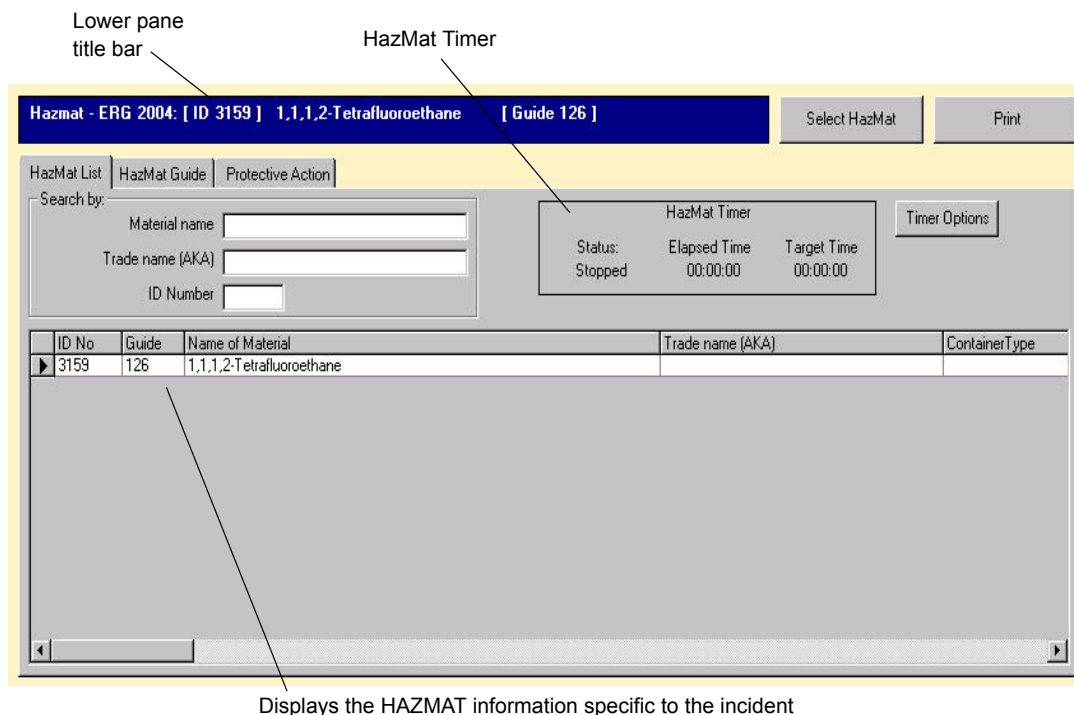 Lower pane
title bar
HazMat Timer
Hazmat - ERG 2004: [ ID 3159 ] 1,1,1,2-Tetrafluoroethane [ Guide 126 ]
Select HazMat
Print
HazMat List HazMat Guide Protective Action
Search by:
Material name
Trade name (AKA)
ID Number
HazMat Timer
Status: Elapsed Time Target Time
Stopped 00:00:00 00:00:00
Timer Options
ID No Guide Name of Material Trade name (AKA) ContainerType
3159 126 1,1,1,2-Tetrafluoroethane
Displays the HAZMAT information specific to the incident